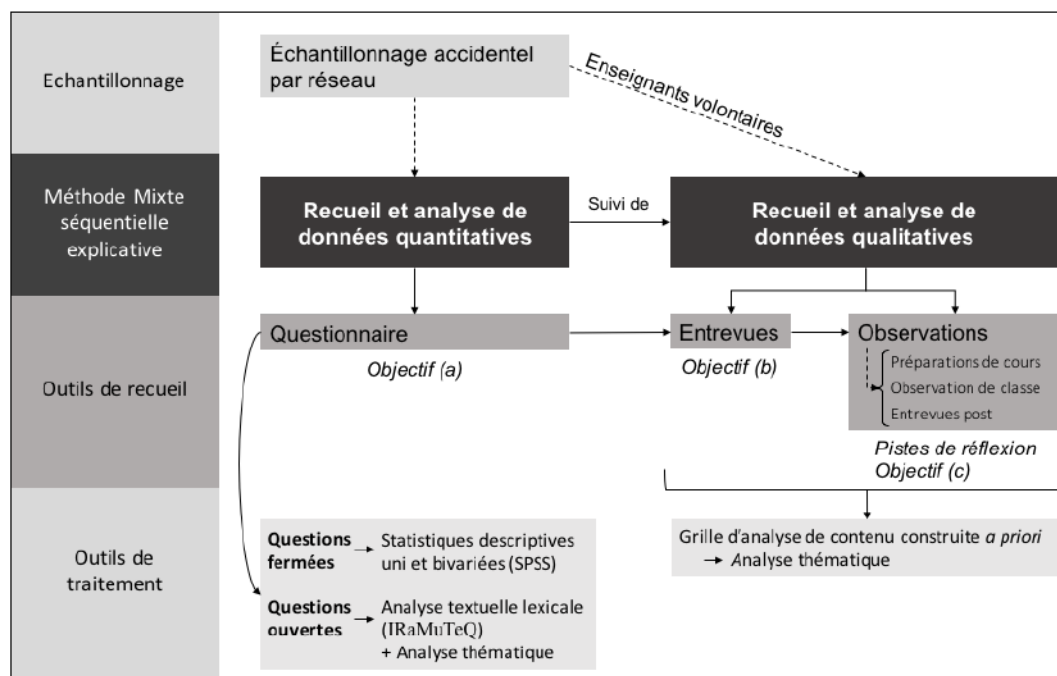 Echantillonnage
Échantillonnage accidentel
par réseau
Enseignants volontaires
Méthode Mixte
séquentielle
explicative
Recueil et analyse de
données quantitatives
Suivi de
Recueil et analyse de
données qualitatives
Outils de recueil
Questionnaire
Objectif (a)
Entrevues
Objectif (b)
Observations
Préparations de cours
Observation de classe
Entrevues post
Pistes de réflexion
Objectif (c)
Outils de
traitement
Questions
fermées
Statistiques descriptives
uni et bivariées (SPSS)
Questions
ouvertes
Analyse textuelle lexicale
(IRaMuTeQ)
+ Analyse thématique
Grille d'analyse de contenu construite a priori
→ Analyse thématique